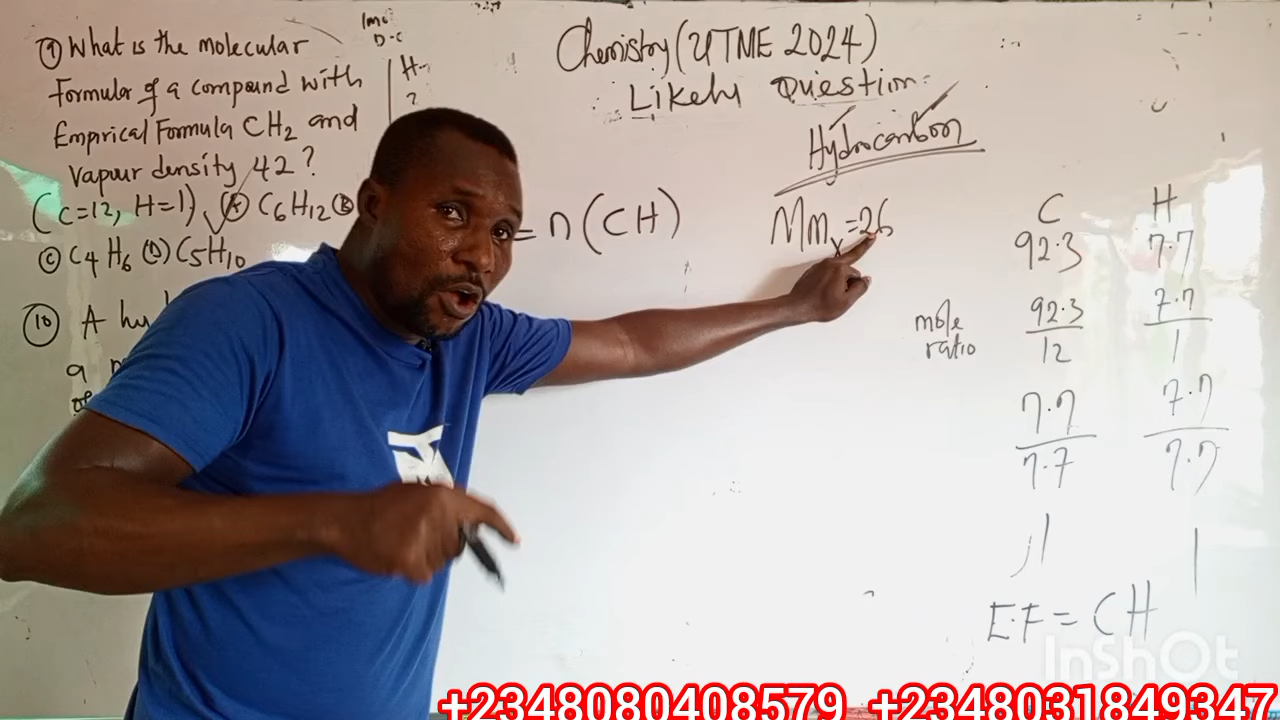 Chemistry (UTME 2024)
Likely Question:
Hydrocarbon
⑨ What is the molecular
Formular of a compound with
Emprical Formula CH₂ and
Vapour density 42?
(C=12, H=1) Ⓐ C₆H₁₂ Ⓑ
Ⓒ C₄H₆ Ⓓ C₅H₁₀
⑩ A hy
a
= n(CH)
Mm = 26
C H
92.3 7.7
mole ratio 92.3/12 7.7/1
7.7/7.7 7.7/7.7
1 1
E.F = CH
InShOt
+2348080408579 +2348031849347